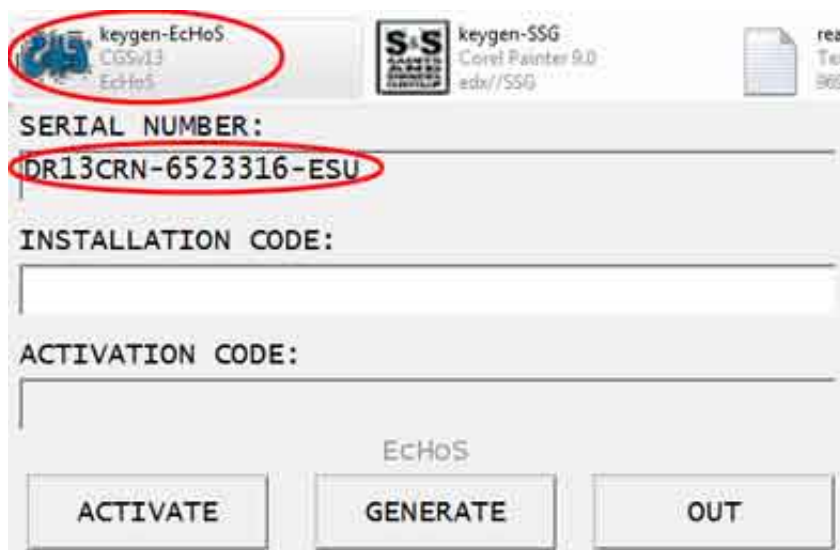 keygen-EcHoS
CGSv13
EcHoS
keygen-SSG
Corel Painter 9.0
edx//SSG
S&S
SERIAL NUMBER:
DR13CRN-6523316-ESU
INSTALLATION CODE:
ACTIVATION CODE:
EcHoS
ACTIVATE
GENERATE
OUT